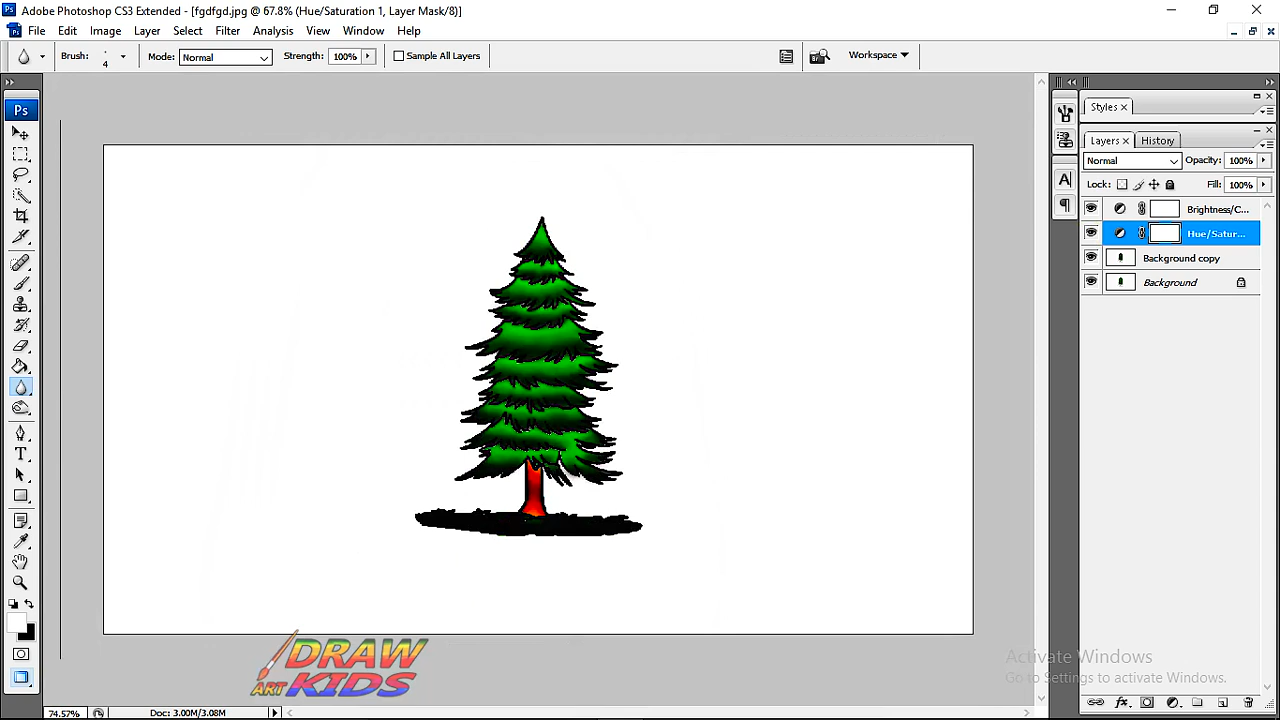 Adobe Photoshop CS3 Extended - [fgdfgd.jpg @ 67.8% (Hue/Saturation 1, Layer Mask/8)]
Ps File Edit Image Layer Select Filter Analysis View Window Help
Brush: 4 Mode: Normal Strength: 100% Sample All Layers Workspace
Ps
T
Styles
Layers History
Normal Opacity: 100%
Lock: Fill: 100%
Brightness/C...
Hue/Satur...
Background copy
Background
A
DRAW
ART KIDS
Activate Windows
Go to Settings to activate Windows.
74.57% Doc: 3.00M/3.08M